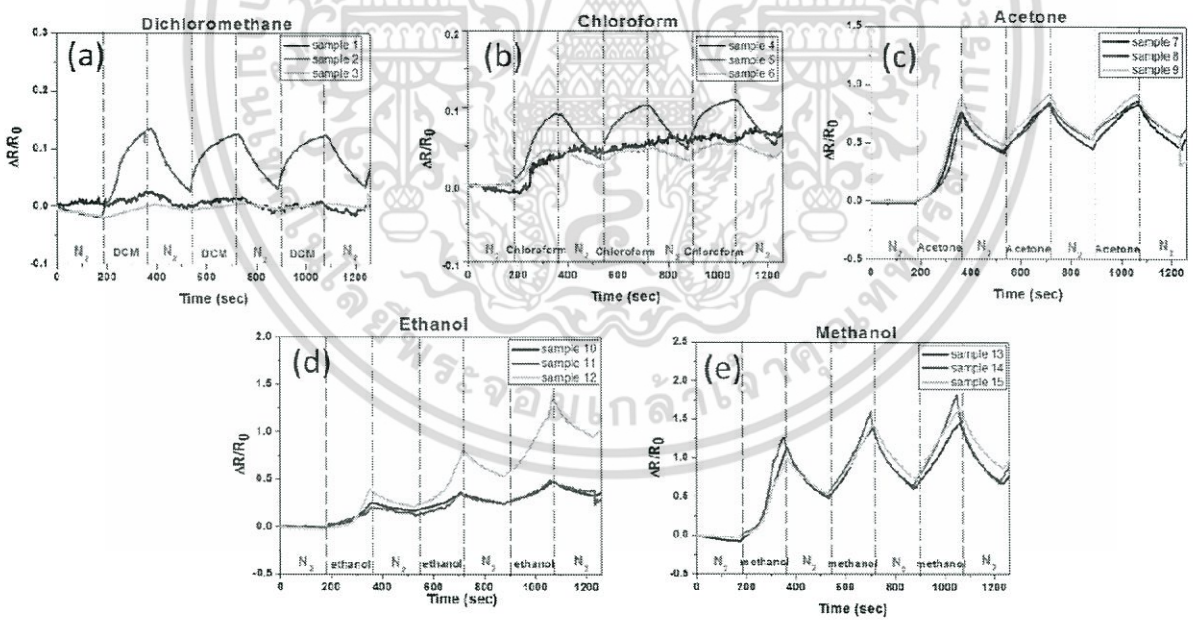 Dichloromethane
(a)
sample 1
sample 2
sample 3
ΔR/R0
0.3
0.2
0.1
0.0
-0.1
N2 DCM N2 DCM N2 DCM N2
0 200 400 600 800 1000 1200
Time (sec)
Chloroform
(b)
sample 4
sample 5
sample 6
ΔR/R0
0.2
0.1
0.0
-0.1
N2 Chloroform N2 Chloroform N2 Chloroform N2
0 200 400 600 800 1000 1200
Time (sec)
Acetone
(c)
sample 7
sample 8
sample 9
ΔR/R0
1.5
1.0
0.5
0.0
-0.5
N2 Acetone N2 Acetone N2 Acetone N2
0 200 400 600 800 1000 1200
Time (sec)
Ethanol
(d)
sample 10
sample 11
sample 12
ΔR/R0
2.0
1.5
1.0
0.5
0.0
-0.5
N2 ethanol N2 ethanol N2 ethanol N2
0 200 400 600 800 1000 1200
Time (sec)
Methanol
(e)
sample 13
sample 14
sample 15
ΔR/R0
2.5
2.0
1.5
1.0
0.5
0.0
-0.5
N2 methanol N2 methanol N2 methanol N2
0 200 400 600 800 1000 1200
Time (sec)